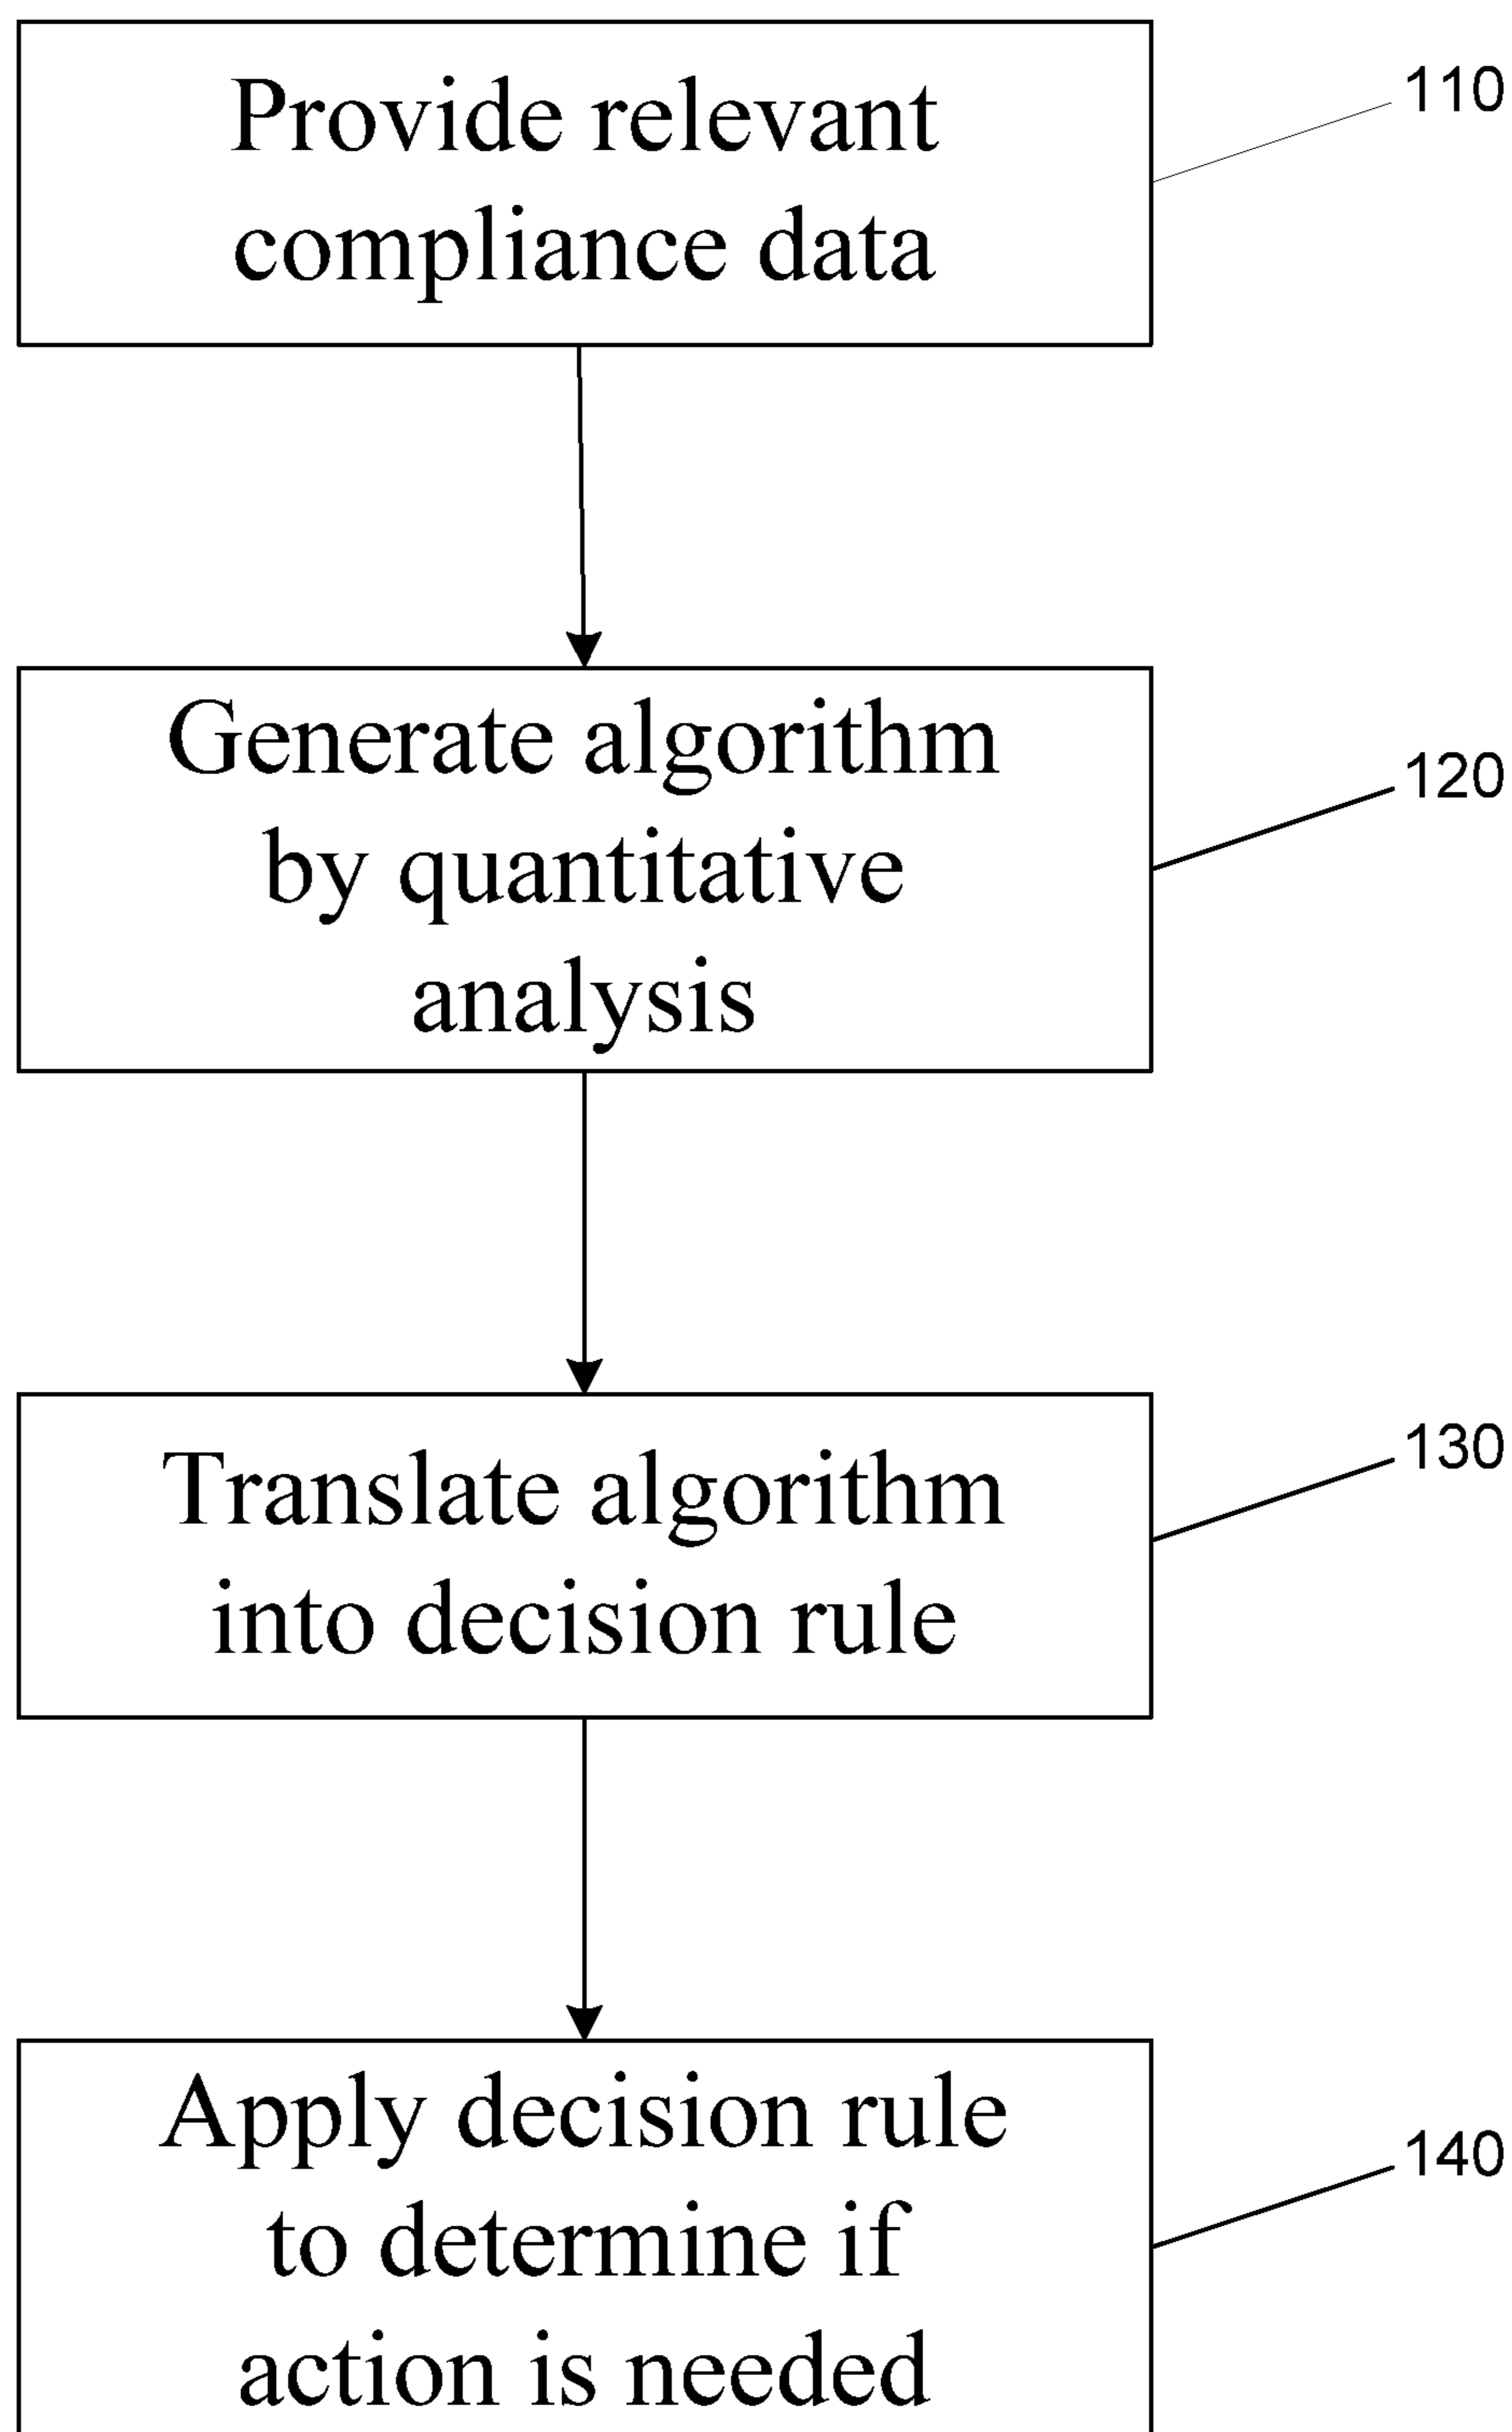 Provide relevant
110
compliance data
Generate algorithm
120
by quantitative
analysis
Translate algorithm
130
into decision rule
Apply decision rule
140
to determine if
action is needed